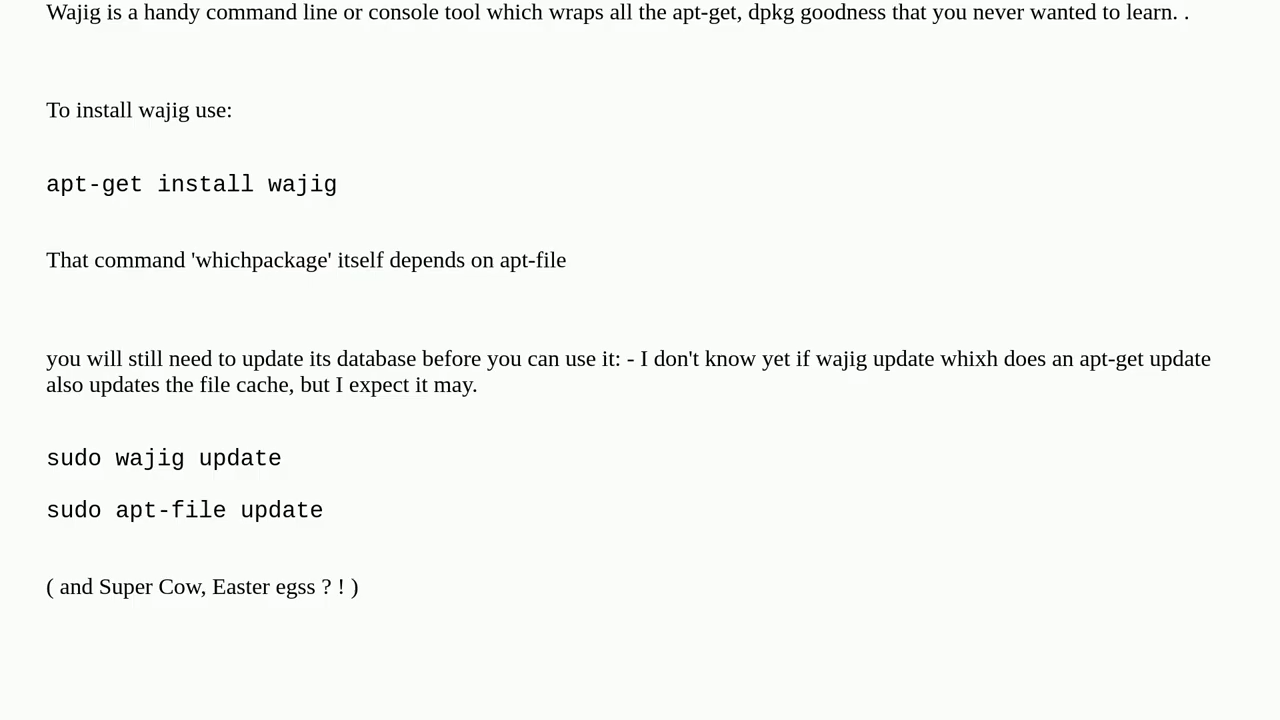 Wajig is a handy command line or console tool which wraps all the apt-get, dpkg goodness that you never wanted to learn. .
To install wajig use:
apt-get install wajig
That command 'whichpackage' itself depends on apt-file
you will still need to update its database before you can use it: - I don't know yet if wajig update whixh does an apt-get update
also updates the file cache, but I expect it may.
sudo wajig update
sudo apt-file update
( and Super Cow, Easter egss ? ! )